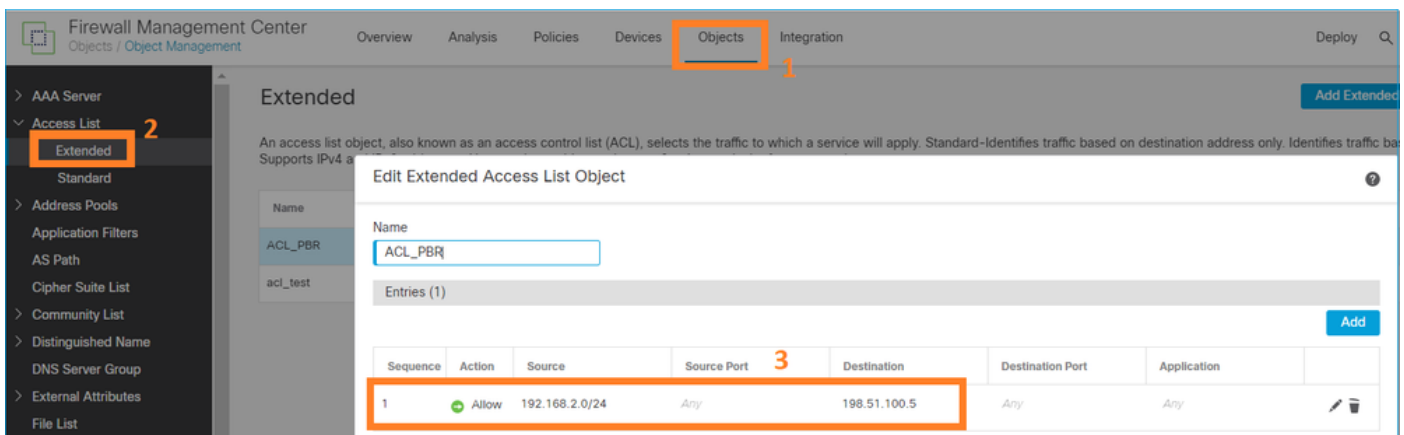 Firewall Management Center
Objects / Object Management
Overview Analysis Policies Devices Objects Integration Deploy
1
AAA Server
Access List
2
Extended
Standard
Address Pools
Application Filters
AS Path
Cipher Suite List
Community List
Distinguished Name
DNS Server Group
External Attributes
File List
Extended
Add Extended
An access list object, also known as an access control list (ACL), selects the traffic to which a service will apply. Standard-Identifies traffic based on destination address only. Identifies traffic
Supports IPv4
Name
ACL_PBR
acl_test
Edit Extended Access List Object
Name
ACL_PBR
Entries (1)
Add
3
Sequence Action Source Source Port Destination Destination Port Application
1 Allow 192.168.2.0/24 Any 198.51.100.5 Any Any